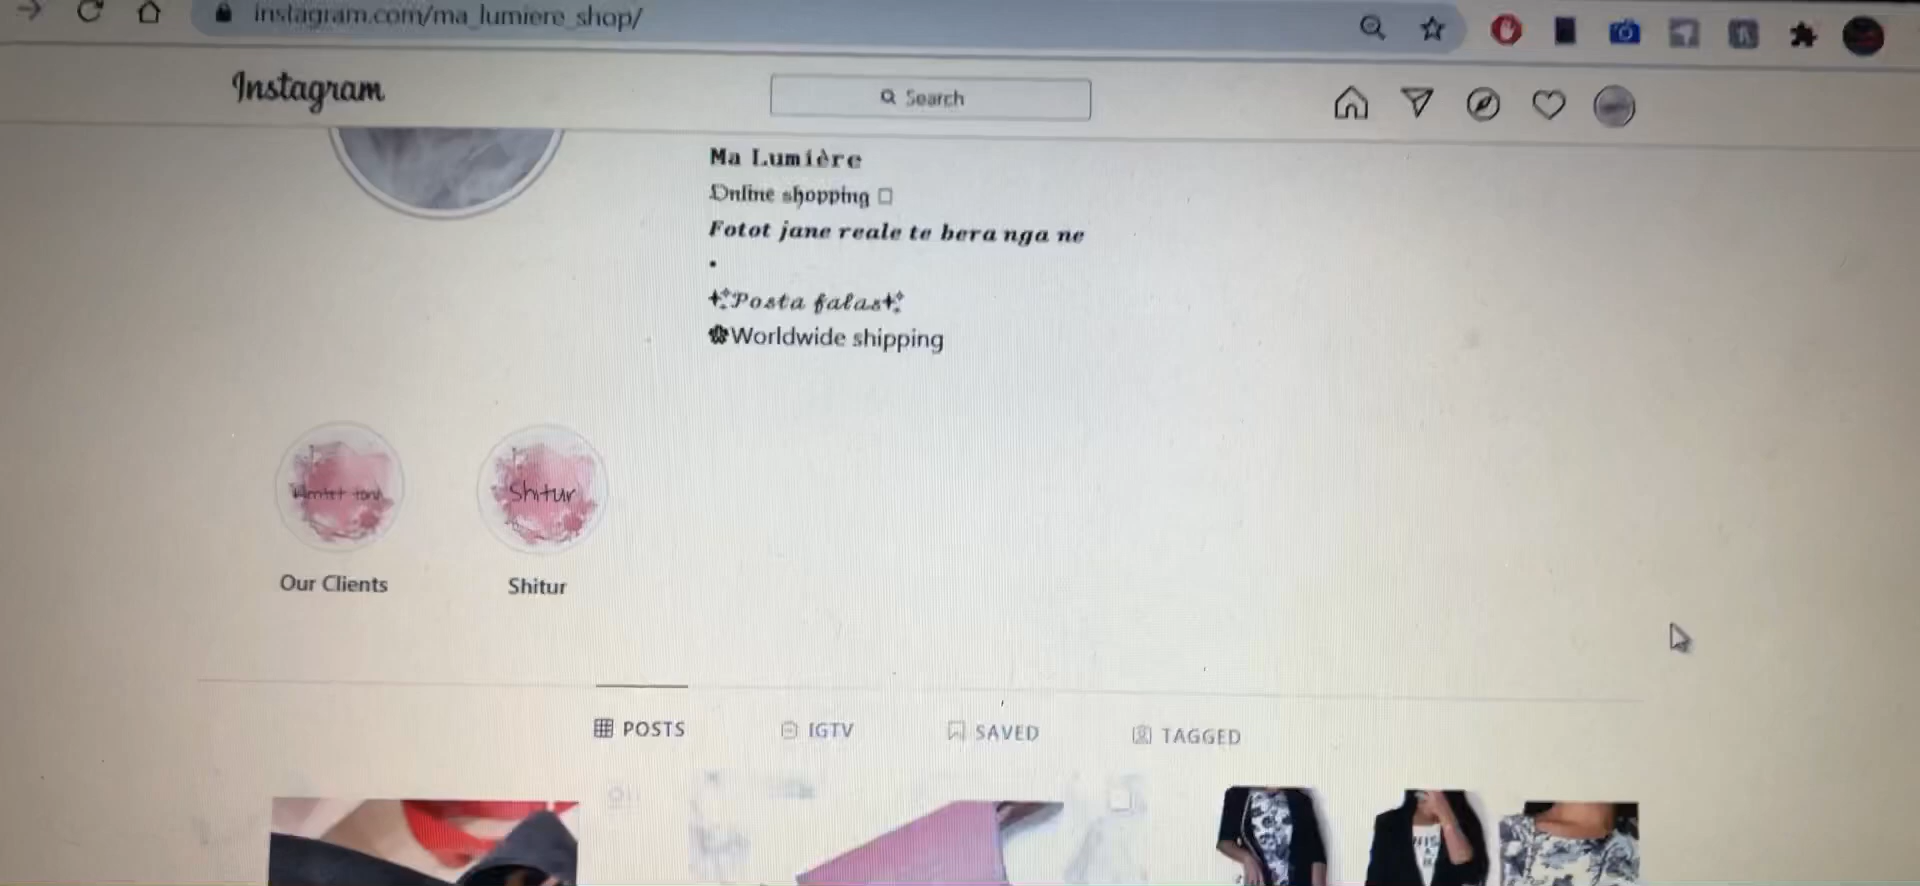 instagram.com/ma_lumiere_shop/
Instagram
Search
Ma Lumière
Online shopping
Fotot jane reale te bera nga ne
•
Posta falas
Worldwide shipping
Shitur
Our Clients
Shitur
POSTS
IGTV
SAVED
TAGGED